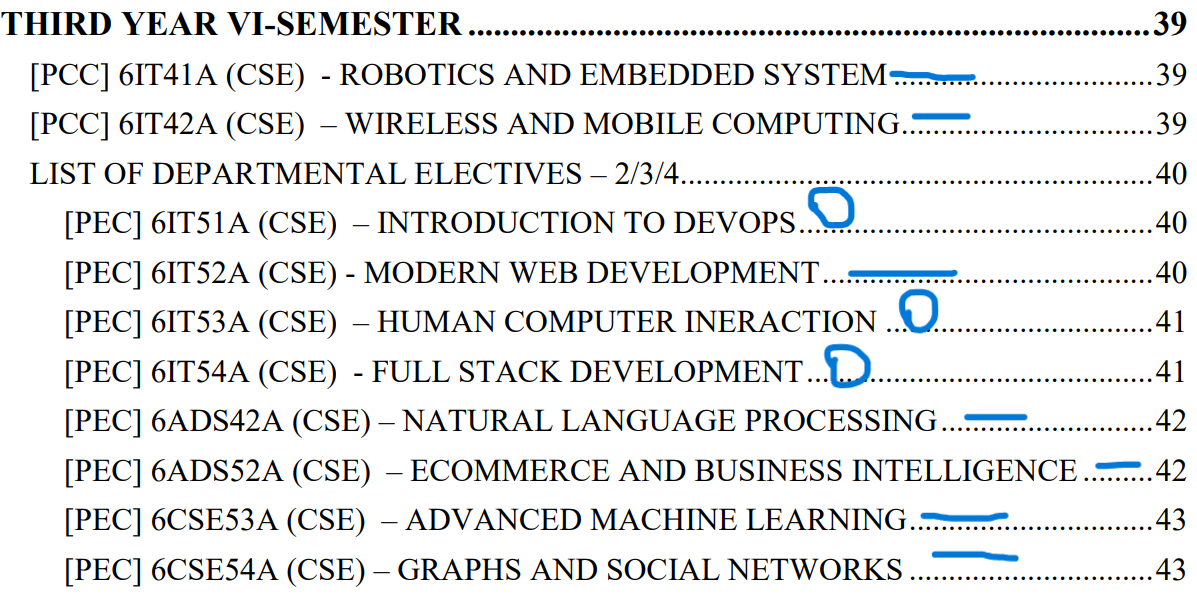 THIRD YEAR VI-SEMESTER....................................................................................39
[PCC] 6IT41A (CSE)  - ROBOTICS AND EMBEDDED SYSTEM..................................39
[PCC] 6IT42A (CSE)  – WIRELESS AND MOBILE COMPUTING................................39
LIST OF DEPARTMENTAL ELECTIVES – 2/3/4............................................................40
[PEC] 6IT51A (CSE)  – INTRODUCTION TO DEVOPS.............................................40
[PEC] 6IT52A (CSE) - MODERN WEB DEVELOPMENT..........................................40
[PEC] 6IT53A (CSE)  – HUMAN COMPUTER INERACTION ..................................41
[PEC] 6IT54A (CSE)  - FULL STACK DEVELOPMENT............................................41
[PEC] 6ADS42A (CSE) – NATURAL LANGUAGE PROCESSING...........................42
[PEC] 6ADS52A (CSE)  – ECOMMERCE AND BUSINESS INTELLIGENCE .........42
[PEC] 6CSE53A (CSE)  – ADVANCED MACHINE LEARNING...............................43
[PEC] 6CSE54A (CSE) – GRAPHS AND SOCIAL NETWORKS ...............................43